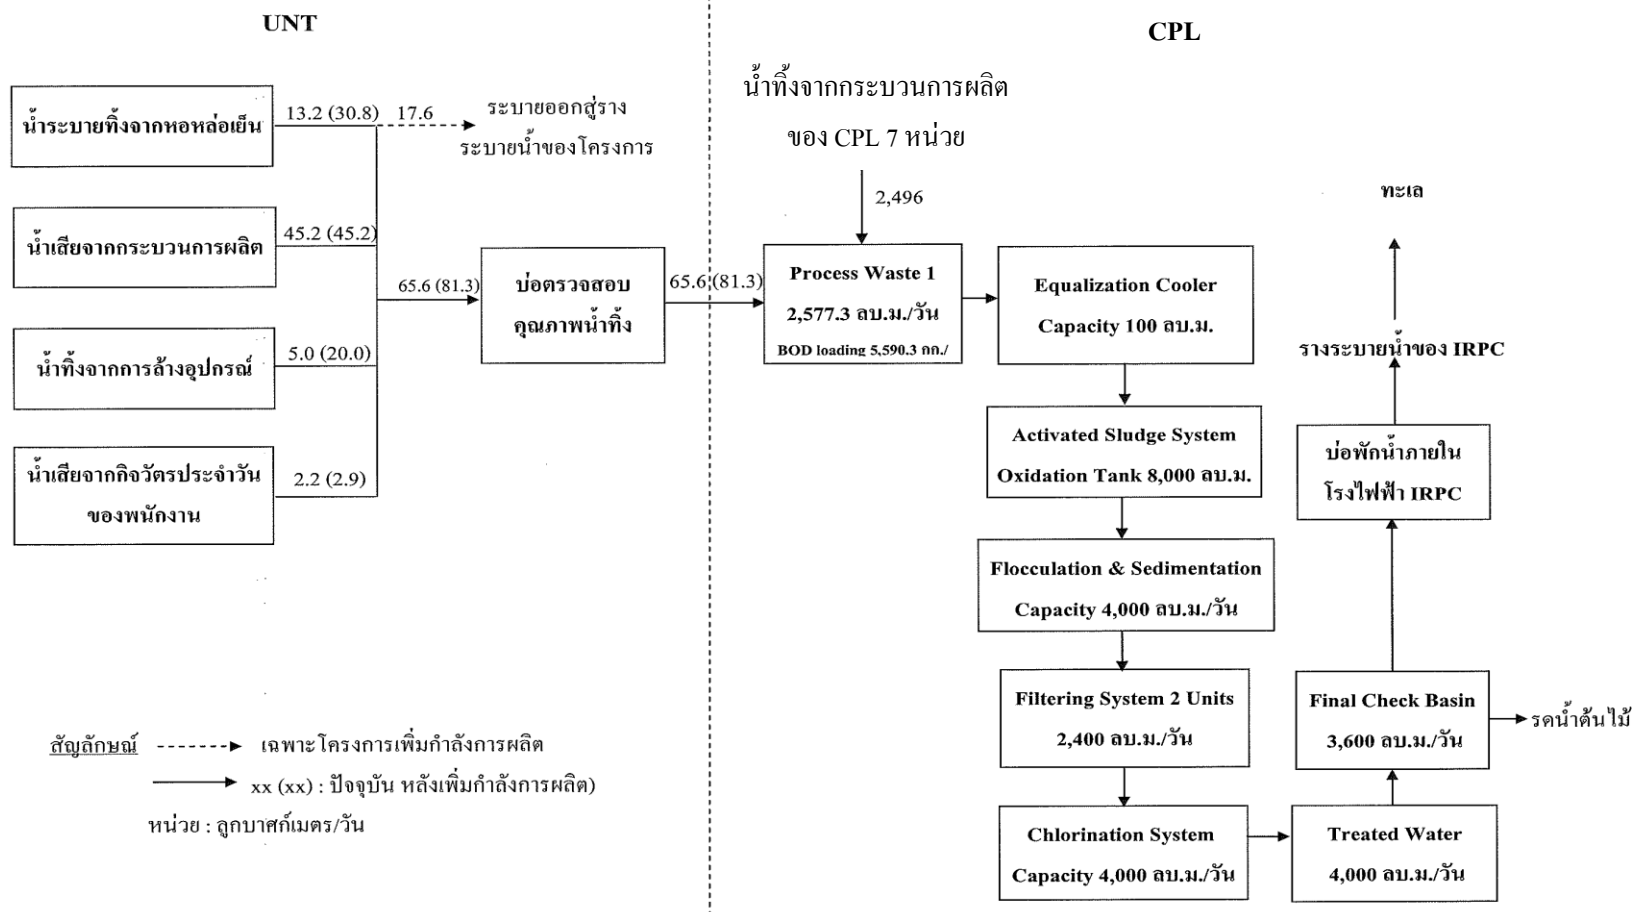 UNT
CPL
น้ำระบายทิ้งจากหอหล่อเย็น
13.2 (30.8)
17.6
ระบายออกสู่ราง
ระบายน้ำของโครงการ
น้ำเสียจากกระบวนการผลิต
45.2 (45.2)
น้ำทิ้งจากการล้างอุปกรณ์
5.0 (20.0)
น้ำเสียจากกิจวัตรประจำวัน
ของพนักงาน
2.2 (2.9)
65.6 (81.3)
บ่อตรวจสอบ
คุณภาพน้ำทิ้ง
65.6 (81.3)
น้ำทิ้งจากกระบวนการผลิต
ของ CPL 7 หน่วย
2,496
Process Waste 1
2,577.3 ลบ.ม./วัน
BOD loading 5,590.3 กก./
Equalization Cooler
Capacity 100 ลบ.ม.
Activated Sludge System
Oxidation Tank 8,000 ลบ.ม.
Flocculation & Sedimentation
Capacity 4,000 ลบ.ม./วัน
Filtering System 2 Units
2,400 ลบ.ม./วัน
Chlorination System
Capacity 4,000 ลบ.ม./วัน
Treated Water
4,000 ลบ.ม./วัน
Final Check Basin
3,600 ลบ.ม./วัน
รดน้ำต้นไม้
บ่อพักน้ำภายใน
โรงไฟฟ้า IRPC
รางระบายน้ำของ IRPC
ทะเล
สัญลักษณ์
เฉพาะโครงการเพิ่มกำลังการผลิต
xx (xx) : ปัจจุบัน หลังเพิ่มกำลังการผลิต)
หน่วย : ลูกบาศก์เมตร/วัน